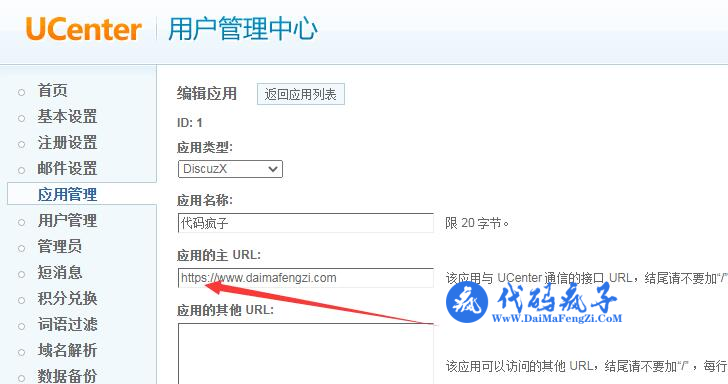 UCenter 用户管理中心
首页
基本设置
注册设置
邮件设置
应用管理
用户管理
管理员
短消息
积分兑换
词语过滤
域名解析
数据备份
编辑应用 返回应用列表
ID: 1
应用类型:
DiscuzX
应用名称:
代码疯子 限 20 字节。
应用的主 URL:
https://www.daimafengzi.com 该应用与 UCenter 通信的接口 URL，结尾请不要加“/”
应用的其他 URL:
该应用可以访问的其他 URL，结尾请不要加“/” ，每行
疯 代码疯子
Www.DaiMaFengZi.Com